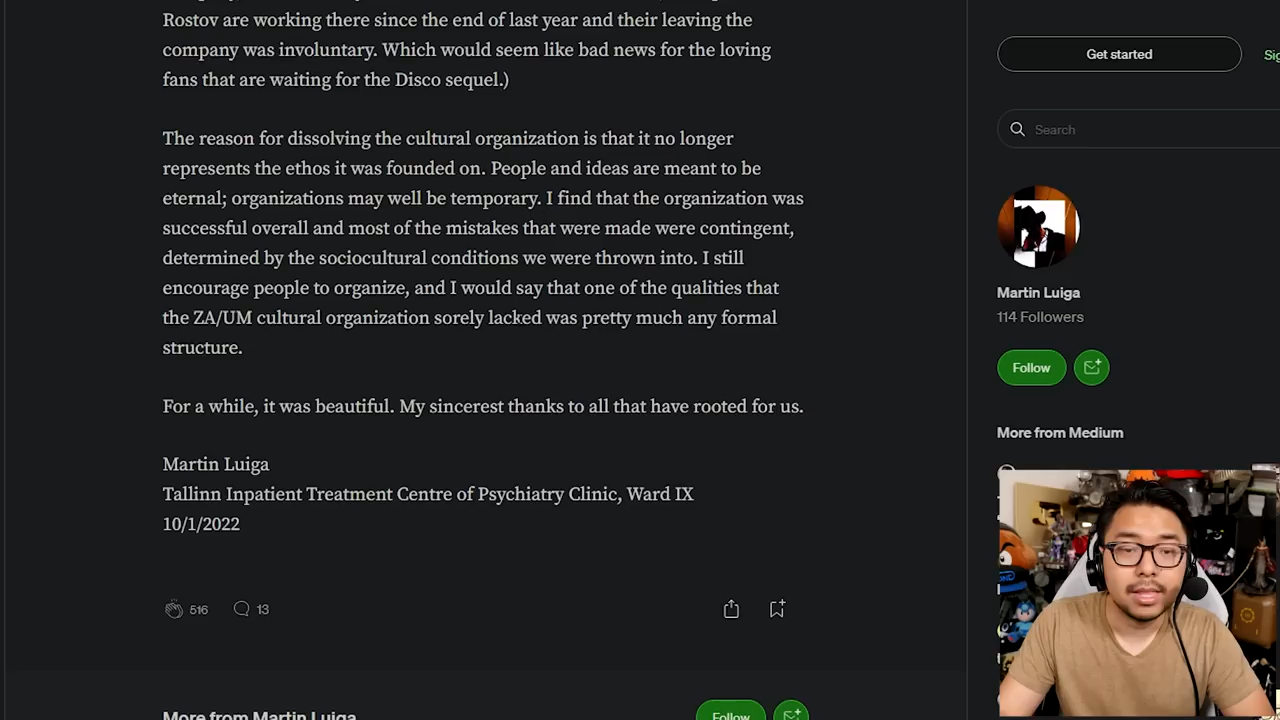 Rostov are working there since the end of last year and their leaving the
company was involuntary. Which would seem like bad news for the loving
fans that are waiting for the Disco sequel.)
The reason for dissolving the cultural organization is that it no longer
represents the ethos it was founded on. People and ideas are meant to be
eternal; organizations may well be temporary. I find that the organization was
successful overall and most of the mistakes that were made were contingent,
determined by the sociocultural conditions we were thrown into. I still
encourage people to organize, and I would say that one of the qualities that
the ZA/UM cultural organization sorely lacked was pretty much any formal
structure.
For a while, it was beautiful. My sincerest thanks to all that have rooted for us.
Martin Luiga
Tallinn Inpatient Treatment Centre of Psychiatry Clinic, Ward IX
10/1/2022
516
13
More from Martin Luiga
Follow
Get started
Search
Martin Luiga
114 Followers
Follow
More from Medium